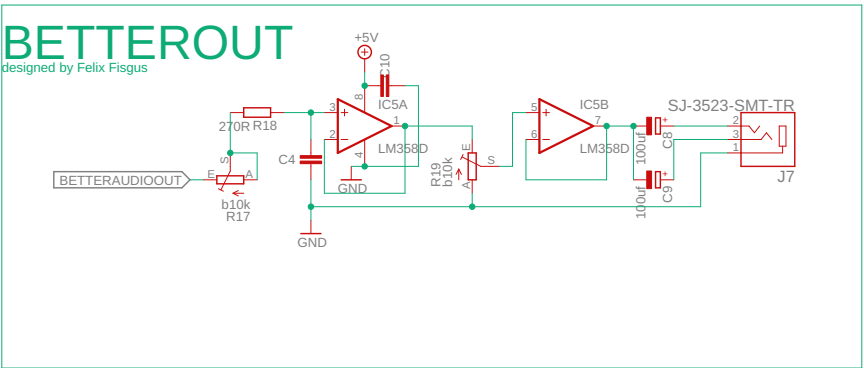 BETTEROUT
designed by Felix Fisgus
+5V
C10
8
IC5A
3
+
2
−
1
4
LM358D
GND
270R R18
C4
S
E
A
BETTERAUDIOOUT
b10k
R17
GND
R19
b10k
E
S
A
IC5B
5
+
6
−
7
LM358D
100uf
+
C8
100uf
+
C9
SJ-3523-SMT-TR
2
3
1
J7